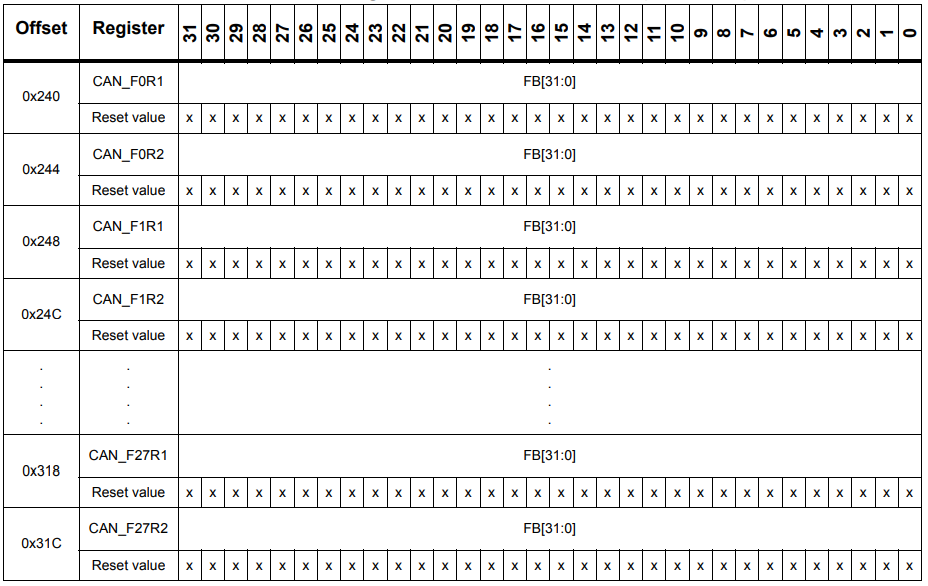 Offset Register 31 30 29 28 27 26 25 24 23 22 21 20 19 18 17 16 15 14 13 12 11 10 9 8 7 6 5 4 3 2 1 0
0x240 CAN_F0R1 FB[31:0]
Reset value x x x x x x x x x x x x x x x x x x x x x x x x x x x x x x x x
0x244 CAN_F0R2 FB[31:0]
Reset value x x x x x x x x x x x x x x x x x x x x x x x x x x x x x x x x
0x248 CAN_F1R1 FB[31:0]
Reset value x x x x x x x x x x x x x x x x x x x x x x x x x x x x x x x x
0x24C CAN_F1R2 FB[31:0]
Reset value x x x x x x x x x x x x x x x x x x x x x x x x x x x x x x x x
. . .
. . .
. . .
. . .
0x318 CAN_F27R1 FB[31:0]
Reset value x x x x x x x x x x x x x x x x x x x x x x x x x x x x x x x x
0x31C CAN_F27R2 FB[31:0]
Reset value x x x x x x x x x x x x x x x x x x x x x x x x x x x x x x x x